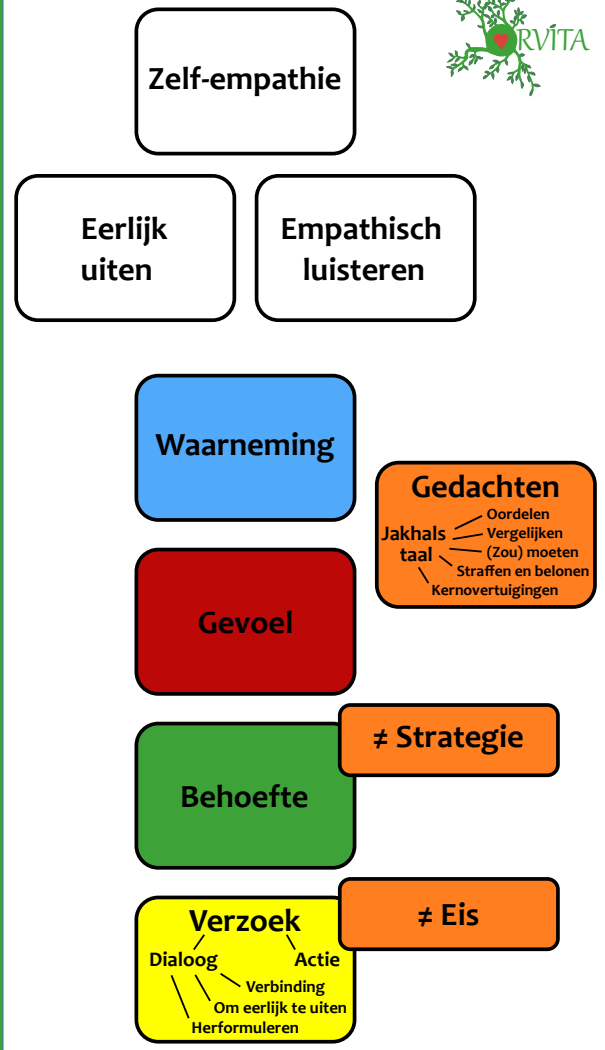 RVITA
Zelf-empathie
Eerlijk
uiten
Empathisch
luisteren
Waarneming
Gedachten
Jakhals
taal
Oordelen
Vergelijken
(Zou) moeten
Straffen en belonen
Kernovertuigingen
Gevoel
≠ Strategie
Behoefte
≠ Eis
Verzoek
Dialoog
Actie
Verbinding
Om eerlijk te uiten
Herformuleren